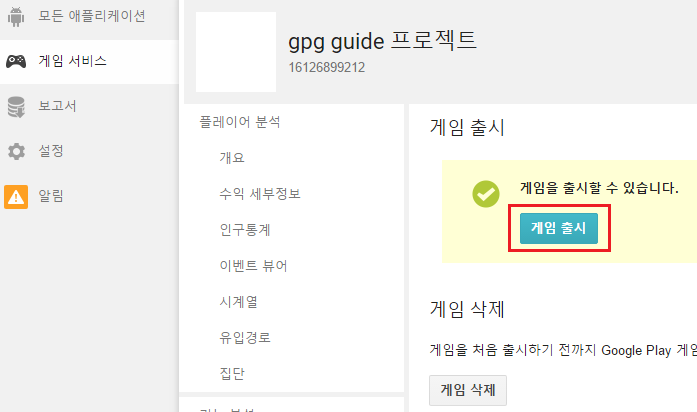 모든 애플리케이션
게임 서비스
보고서
설정
알림
gpg guide 프로젝트
16126899212
플레이어 분석
개요
수익 세부정보
인구통계
이벤트 뷰어
시계열
유입경로
집단
게임 출시
게임을 출시할 수 있습니다.
게임 출시
게임 삭제
게임을 처음 출시하기 전까지 Google Play 게임
게임 삭제